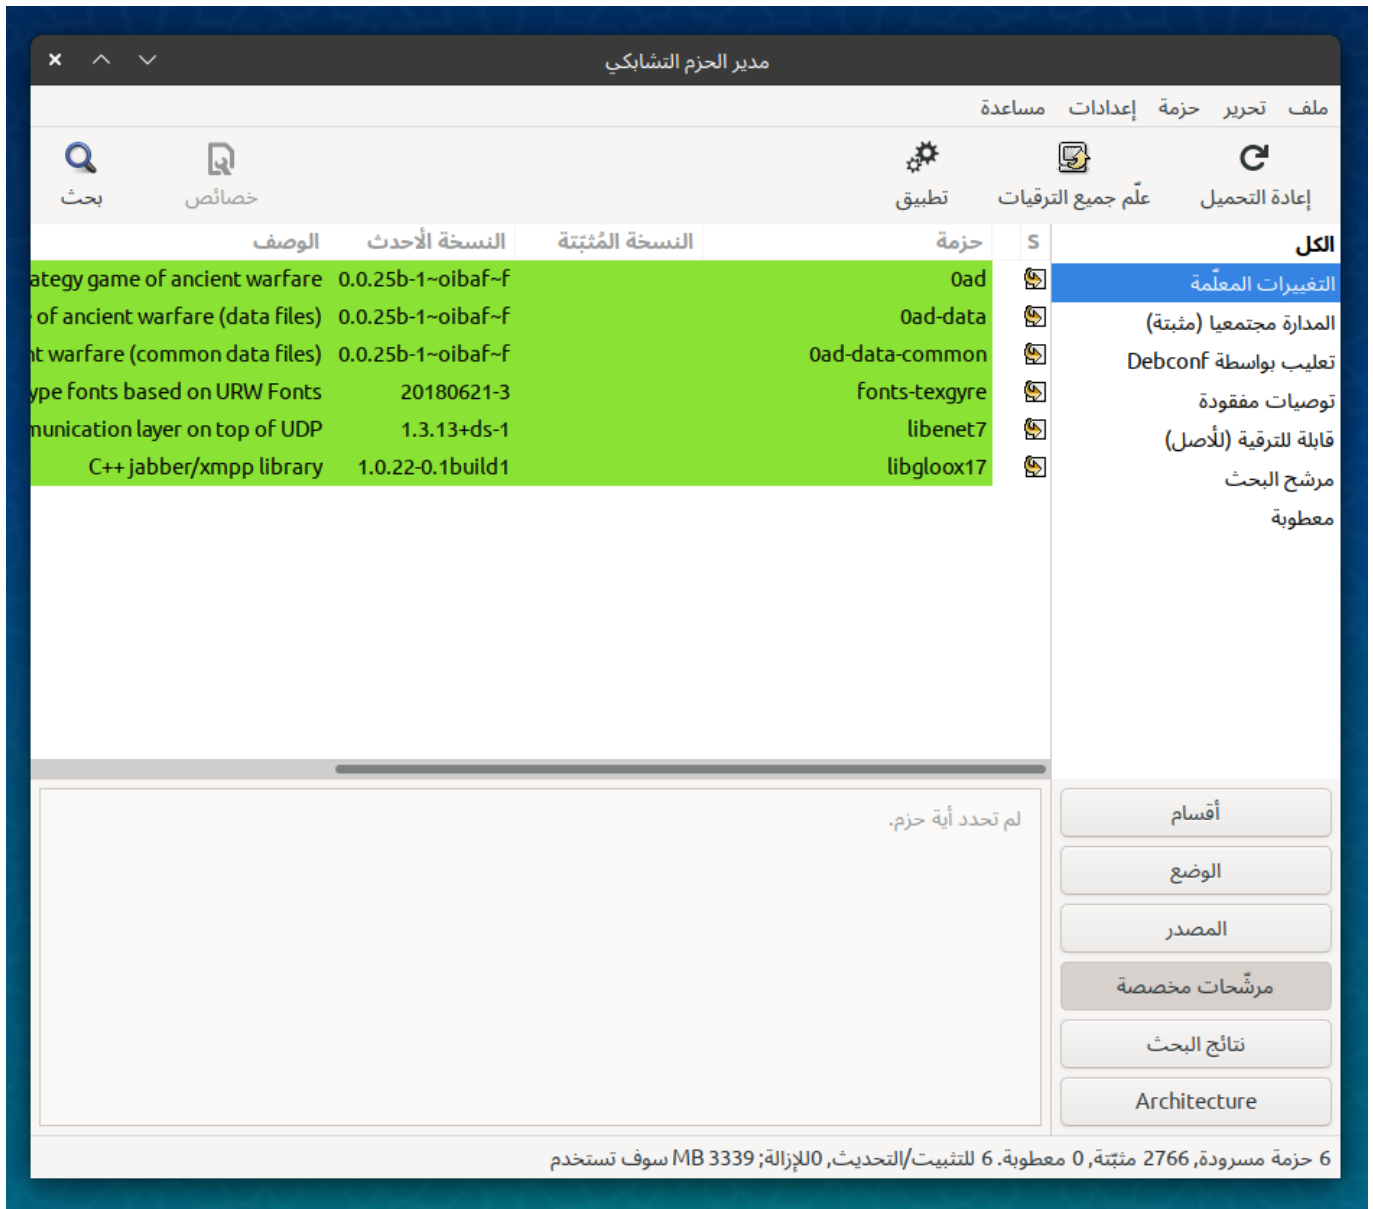 مدير الحزم التشابكي
ملف تحرير حزمة إعدادات مساعدة
إعادة التحميل علّم جميع الترقيات تطبيق خصائص بحث
الكل
التغييرات المعلّمة
المدارة مجتمعيا (مثبتة)
تعليب بواسطة Debconf
توصيات مفقودة
قابلة للترقية (للأصل)
مرشح البحث
معطوبة
S حزمة النسخة المُثبّتة النسخة الأحدث الوصف
0ad 0.0.25b-1~oibaf~f ategy game of ancient warfare
0ad-data 0.0.25b-1~oibaf~f of ancient warfare (data files)
0ad-data-common 0.0.25b-1~oibaf~f warfare (common data files)
fonts-texgyre 20180621-3 ype fonts based on URW Fonts
libenet7 1.3.13+ds-1 munication layer on top of UDP
libgloox17 1.0.22-0.1build1 C++ jabber/xmpp library
أقسام
الوضع
المصدر
مرشّحات مخصصة
نتائج البحث
Architecture
لم تحدد أية حزم.
6 حزمة مسرودة, 2766 مثبّتة, 0 معطوبة. 6 للتثبيت/التحديث, 0للإزالة; 3339 MB سوف تستخدم